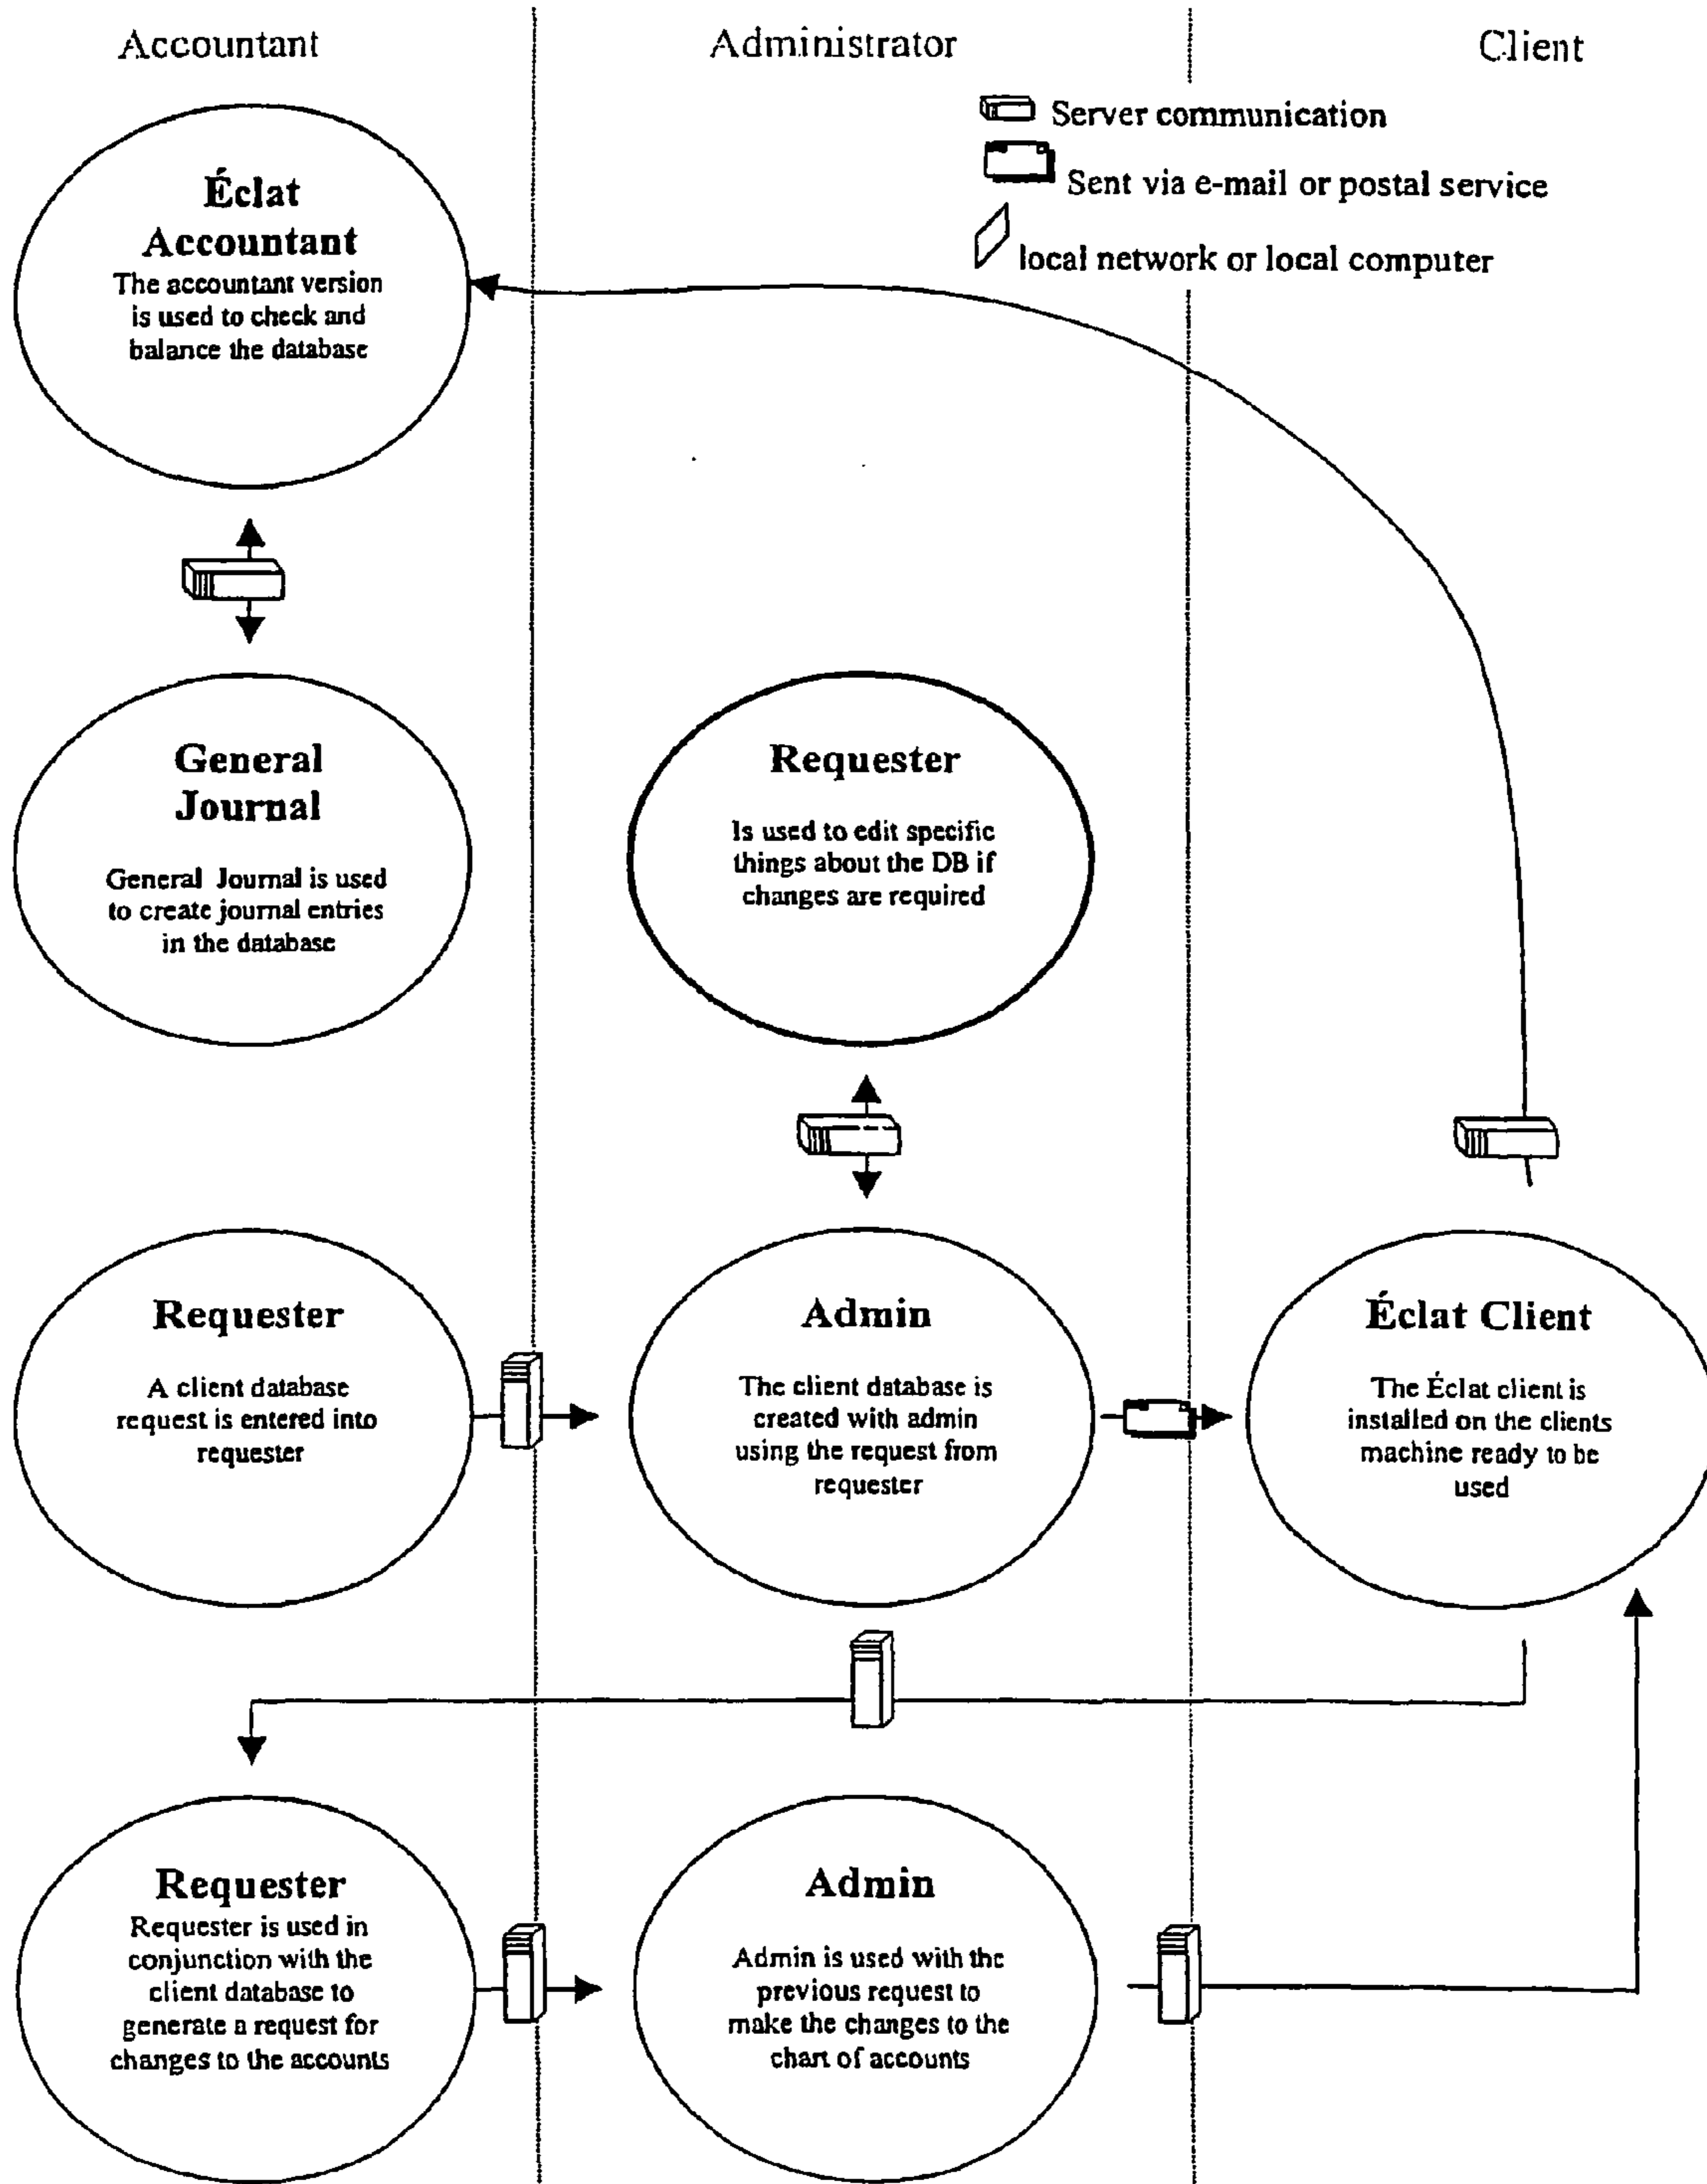 Accountant
Administrator
Client
Server communication
Sent via e-mail or postal service
local network or local computer
Éclat
Accountant
The accountant version
is used to check and
balance the database
General
Journal
General Journal is used
to create journal entries
in the database
Requester
Is used to edit specific
things about the DB if
changes are required
Requester
A client database
request is entered into
requester
Admin
The client database is
created with admin
using the request from
requester
Éclat Client
The Éclat client is
installed on the clients
machine ready to be
used
Requester
Requester is used in
conjunction with the
client database to
generate a request for
changes to the accounts
Admin
Admin is used with the
previous request to
make the changes to the
chart of accounts